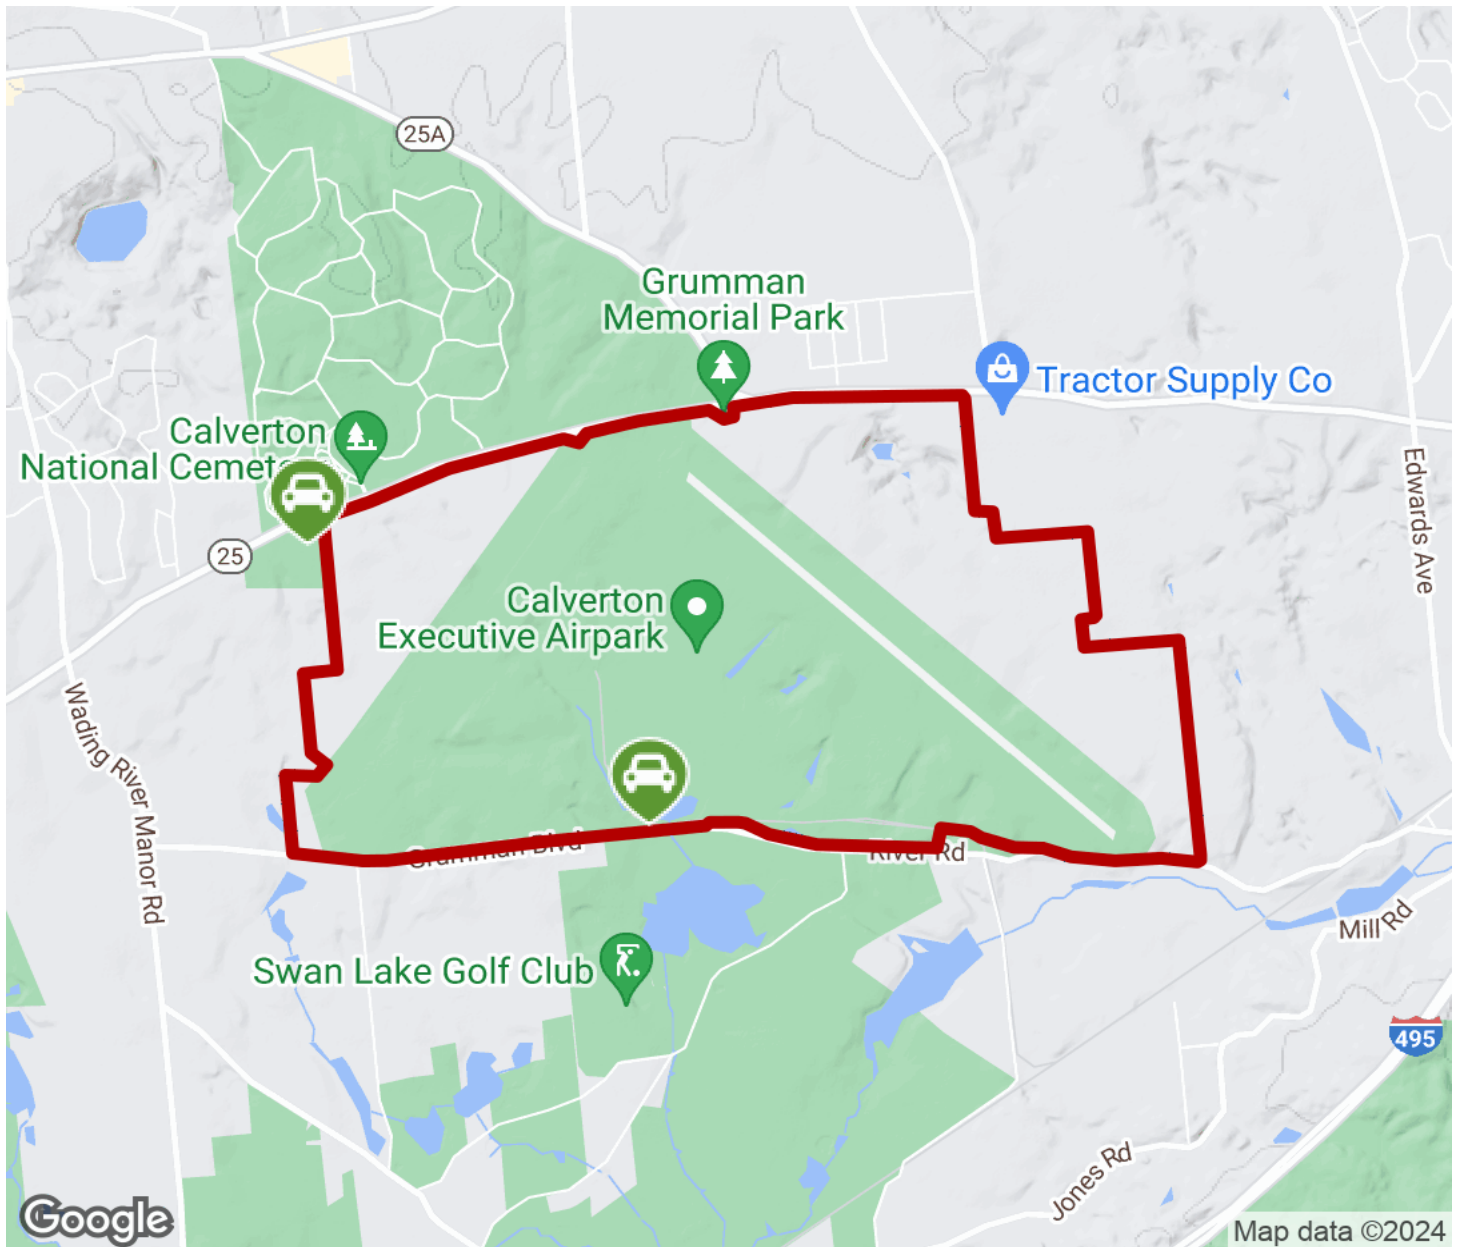 25A
Grumman
Memorial Park
Tractor Supply Co
Calverton
National Cemete
25
Edwards Ave
Calverton
Executive Airpark
Wading River Manor Rd
Grumman Blvd
River Rd
Mill Rd
Swan Lake Golf Club
495
Jones Rd
Google
Map data ©2024